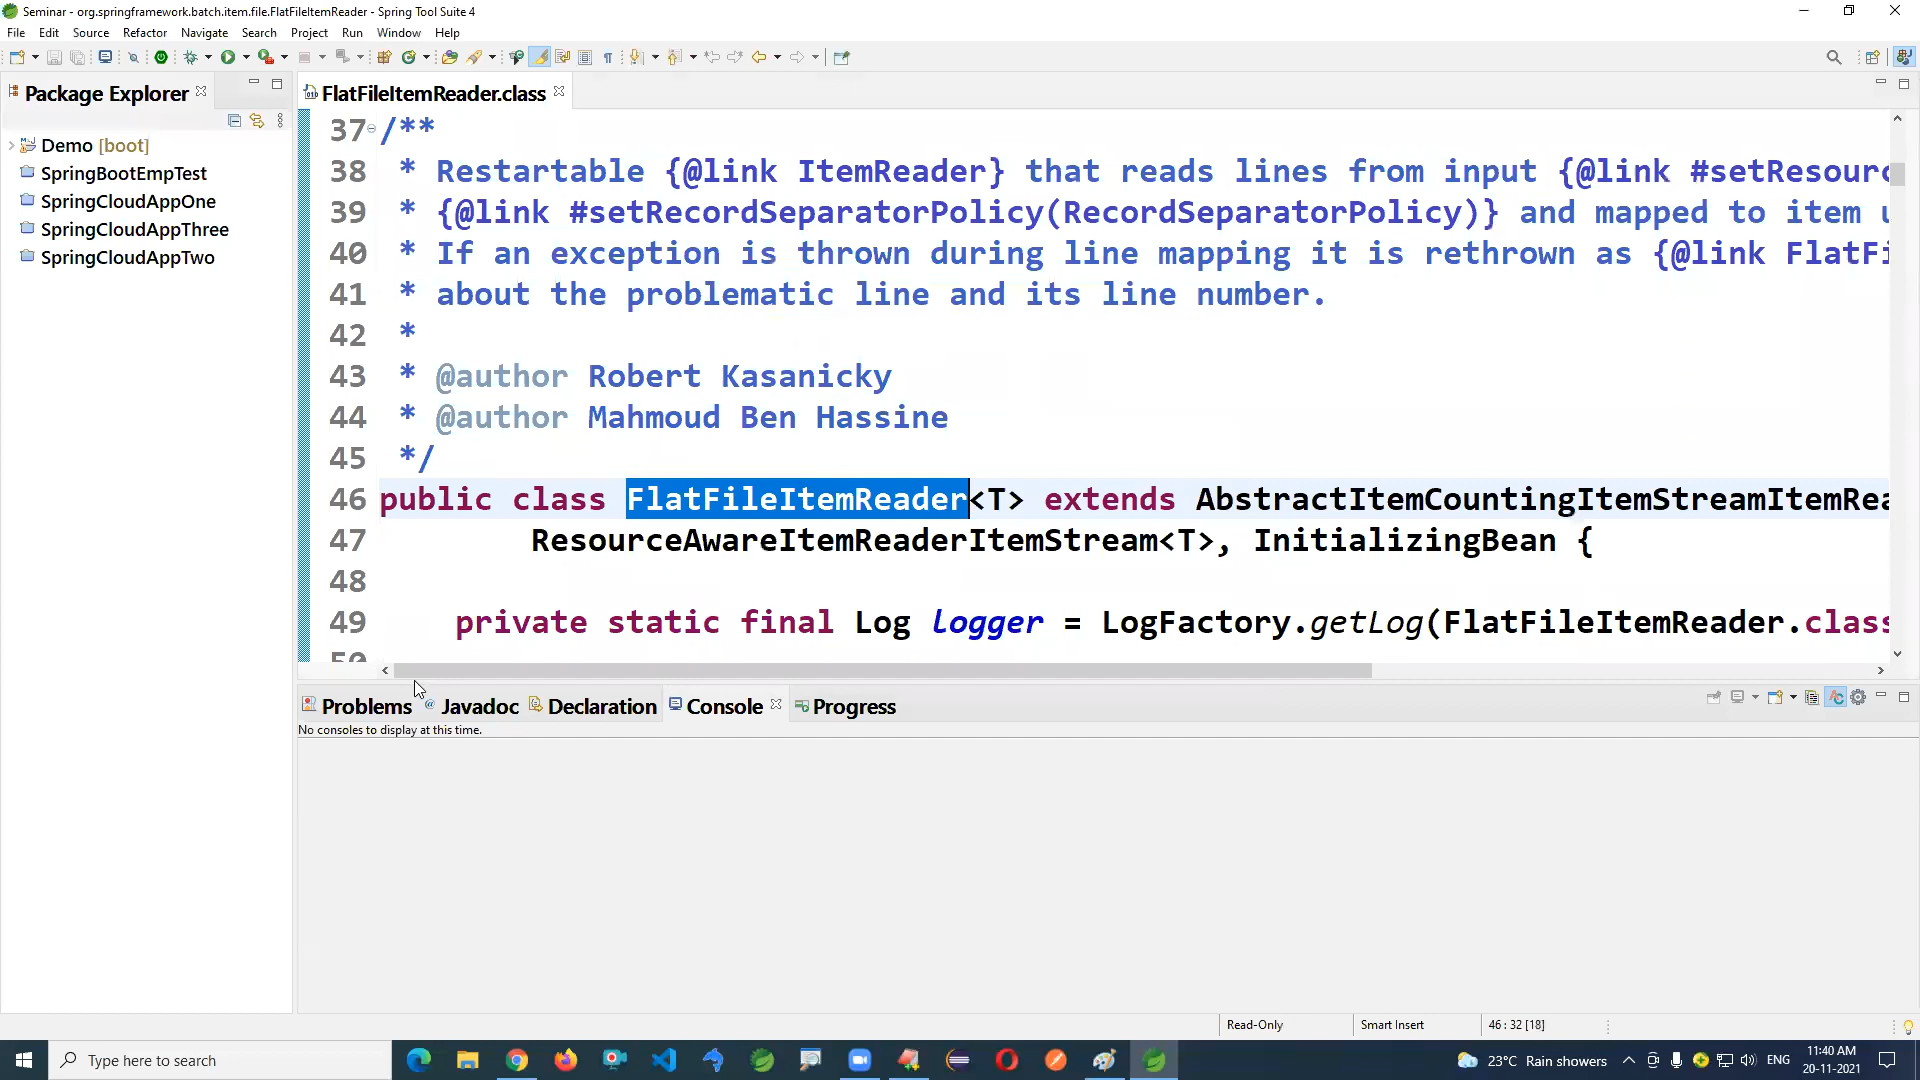 Seminar - org.springframework.batch.item.file.FlatFileItemReader - Spring Tool Suite 4
File Edit Source Refactor Navigate Search Project Run Window Help
Package Explorer
Demo [boot]
SpringBootEmpTest
SpringCloudAppOne
SpringCloudAppThree
SpringCloudAppTwo
FlatFileItemReader.class
37 /**
38 * Restartable {@link ItemReader} that reads lines from input {@link #setResourc
39 * {@link #setRecordSeparatorPolicy(RecordSeparatorPolicy)} and mapped to item u
40 * If an exception is thrown during line mapping it is rethrown as {@link FlatFi
41 * about the problematic line and its line number.
42 *
43 * @author Robert Kasanicky
44 * @author Mahmoud Ben Hassine
45 */
46 public class FlatFileItemReader<T> extends AbstractItemCountingItemStreamItemRea
47 ResourceAwareItemReaderItemStream<T>, InitializingBean {
48
49 private static final Log logger = LogFactory.getLog(FlatFileItemReader.class
50
Problems Javadoc Declaration Console Progress
No consoles to display at this time.
Read-Only Smart Insert 46 : 32 [18]
Type here to search
23°C Rain showers ENG 11:40 AM
20-11-2021